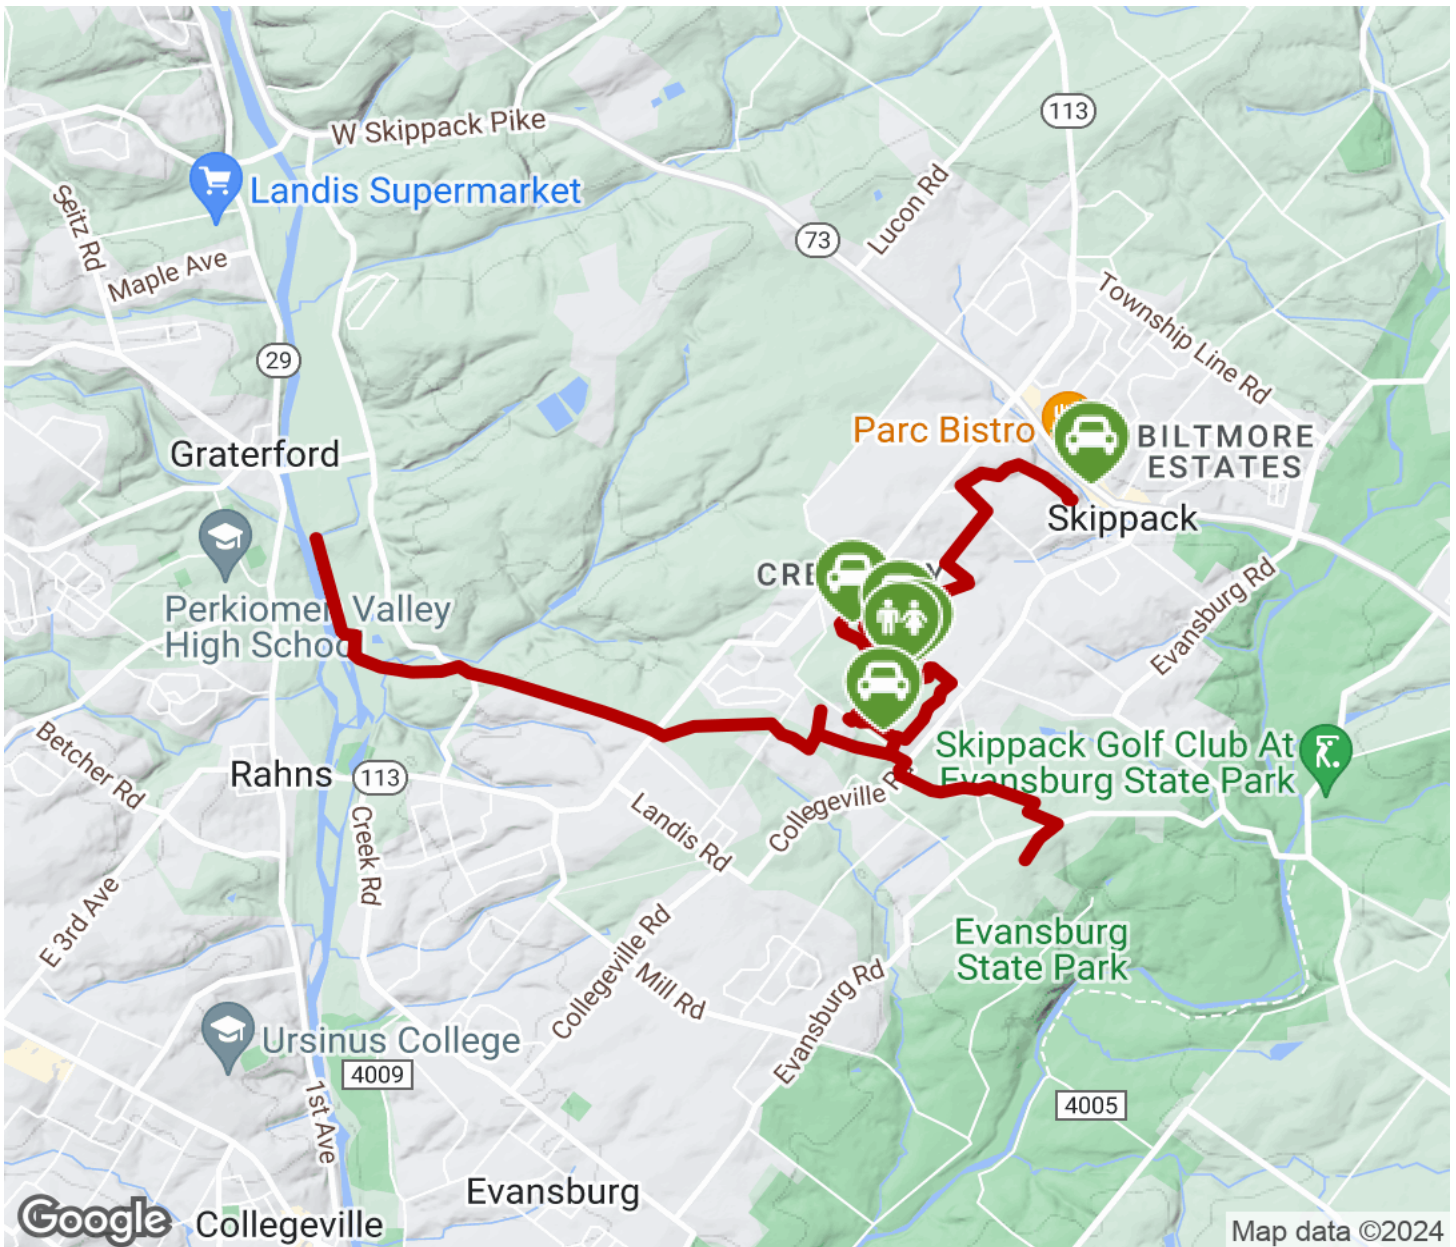 113
W Skippack Pike
Landis Supermarket
Lucon Rd
Seitz Rd
73
Maple Ave
Township Line Rd
29
Parc Bistro
BILTMORE
ESTATES
Graterford
Skippack
Evansburg Rd
Perkiomen Valley
High School
Skippack Golf Club At
Evansburg State Park
Betcher Rd
Rahns
113
Collegeville
Landis Rd
Creek Rd
E 3rd Ave
Evansburg
State Park
Collegeville Rd
Mill Rd
Evansburg Rd
Ursinus College
4009
1st Ave
4005
Evansburg
Google
Collegeville
Map data ©2024